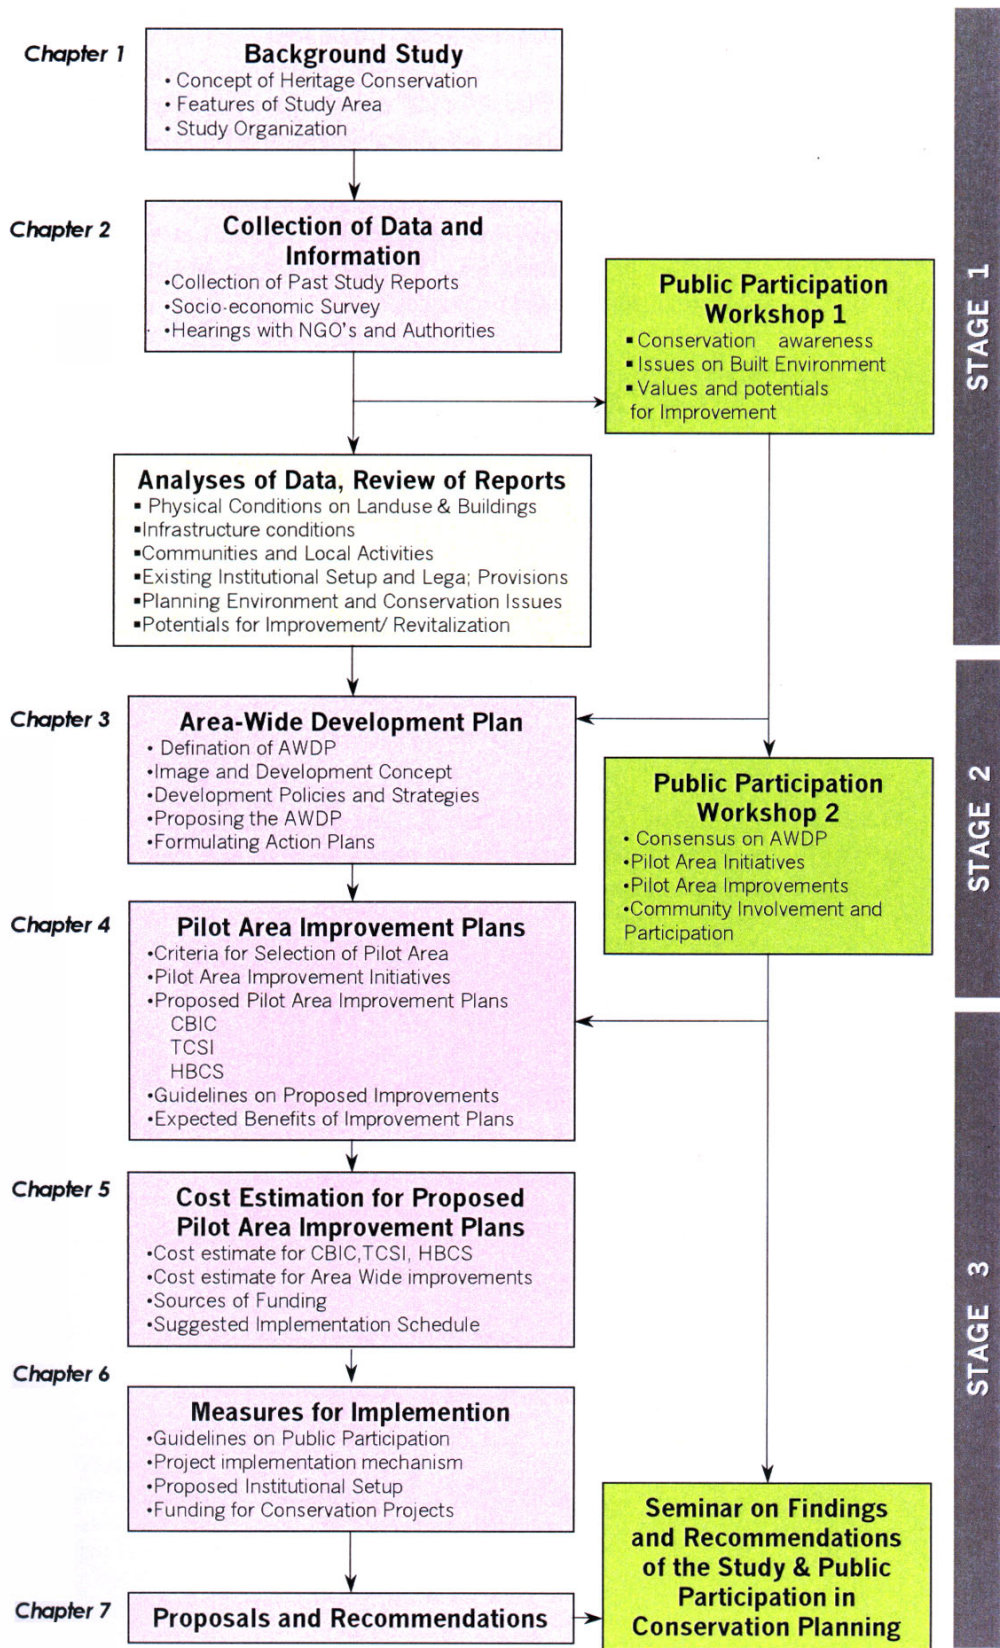 Chapter 1
Background Study
• Concept of Heritage Conservation
• Features of Study Area
• Study Organization
Chapter 2
Collection of Data and
Information
•Collection of Past Study Reports
•Socio-economic Survey
•Hearings with NGO's and Authorities
Public Participation
Workshop 1
▪ Conservation awareness
▪ Issues on Built Environment
▪ Values and potentials
for Improvement
STAGE 1
Analyses of Data, Review of Reports
▪ Physical Conditions on Landuse & Buildings
▪Infrastructure conditions
▪Communities and Local Activities
▪Existing Institutional Setup and Lega; Provisions
▪Planning Environment and Conservation Issues
▪Potentials for Improvement/ Revitalization
Chapter 3
Area-Wide Development Plan
• Defination of AWDP
•Image and Development Concept
•Development Policies and Strategies
•Proposing the AWDP
•Formulating Action Plans
Public Participation
Workshop 2
• Consensus on AWDP
•Pilot Area Initiatives
•Pilot Area Improvements
•Community Involvement and
Participation
STAGE 2
Chapter 4
Pilot Area Improvement Plans
•Criteria for Selection of Pilot Area
•Pilot Area Improvement Initiatives
•Proposed Pilot Area Improvement Plans
CBIC
TCSI
HBCS
•Guidelines on Proposed Improvements
•Expected Benefits of Improvement Plans
Chapter 5
Cost Estimation for Proposed
Pilot Area Improvement Plans
•Cost estimate for CBIC,TCSI, HBCS
•Cost estimate for Area Wide improvements
•Sources of Funding
•Suggested Implementation Schedule
STAGE 3
Chapter 6
Measures for Implemention
•Guidelines on Public Participation
•Project implementation mechanism
•Proposed Institutional Setup
•Funding for Conservation Projects
Chapter 7
Proposals and Recommendations
Seminar on Findings
and Recommendations
of the Study & Public
Participation in
Conservation Planning